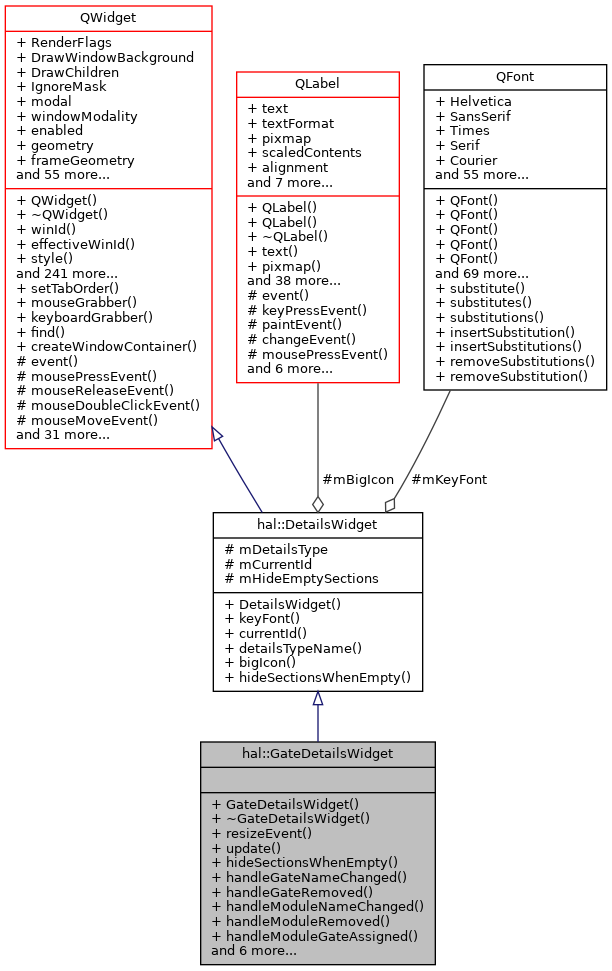 QWidget
+ RenderFlags
+ DrawWindowBackground
+ DrawChildren
+ IgnoreMask
+ modal
+ windowModality
+ enabled
+ geometry
+ frameGeometry
and 55 more...
+ QWidget()
+ ~QWidget()
+ winId()
+ effectiveWinId()
+ style()
and 241 more...
+ setTabOrder()
+ mouseGrabber()
+ keyboardGrabber()
+ find()
+ createWindowContainer()
# event()
# mousePressEvent()
# mouseReleaseEvent()
# mouseDoubleClickEvent()
# mouseMoveEvent()
and 31 more...
QLabel
+ text
+ textFormat
+ pixmap
+ scaledContents
+ alignment
and 7 more...
+ QLabel()
+ QLabel()
+ ~QLabel()
+ text()
+ pixmap()
and 38 more...
# event()
# keyPressEvent()
# paintEvent()
# changeEvent()
# mousePressEvent()
and 6 more...
QFont
+ Helvetica
+ SansSerif
+ Times
+ Serif
+ Courier
and 55 more...
+ QFont()
+ QFont()
+ QFont()
+ QFont()
+ QFont()
and 69 more...
+ substitute()
+ substitutes()
+ substitutions()
+ insertSubstitution()
+ insertSubstitutions()
+ removeSubstitutions()
+ removeSubstitution()
#mBigIcon
#mKeyFont
hal::DetailsWidget
# mDetailsType
# mCurrentId
# mHideEmptySections
+ DetailsWidget()
+ keyFont()
+ currentId()
+ detailsTypeName()
+ bigIcon()
+ hideSectionsWhenEmpty()
hal::GateDetailsWidget
+ GateDetailsWidget()
+ ~GateDetailsWidget()
+ resizeEvent()
+ update()
+ hideSectionsWhenEmpty()
+ handleGateNameChanged()
+ handleGateRemoved()
+ handleModuleNameChanged()
+ handleModuleRemoved()
+ handleModuleGateAssigned()
and 6 more...